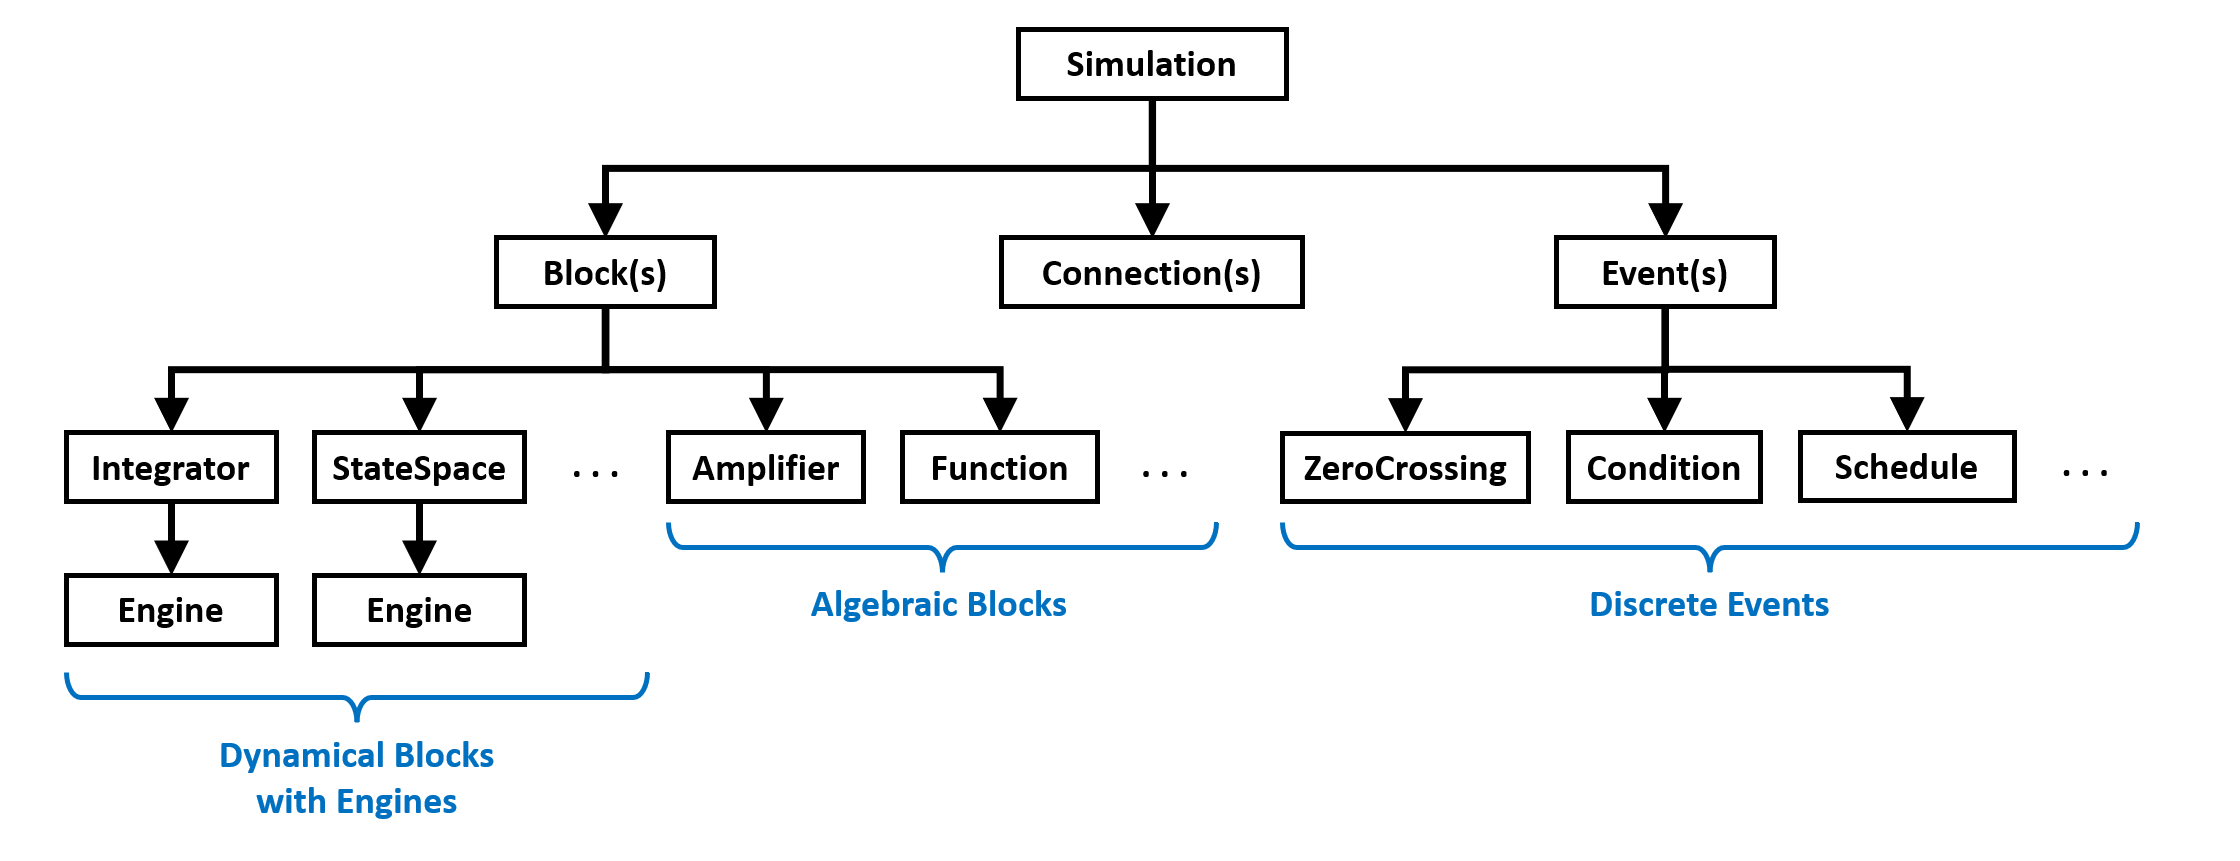 Simulation
Block(s)
Connection(s)
Event(s)
Integrator
StateSpace
...
Amplifier
Function
...
ZeroCrossing
Condition
Schedule
...
Engine
Engine
Algebraic Blocks
Discrete Events
Dynamical Blocks
with Engines